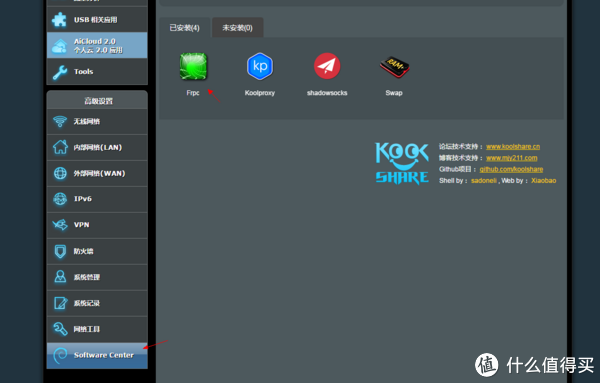 USB 相关应用
AiCloud 2.0
个人云 2.0 应用
Tools
高级设置
无线网络
内部网络(LAN)
外部网络(WAN)
IPv6
VPN
防火墙
系统管理
系统记录
网络工具
Software Center
已安装(4)
未安装(0)
Frpc
kp
Koolproxy
shadowsocks
RAM+
Swap
KOOL
SHARE
论坛技术支持： www.koolshare.cn
博客技术支持： www.mjy211.com
Github项目： github.com/koolshare
Shell by： sadoneli , Web by： Xiaobao
值 什么值得买